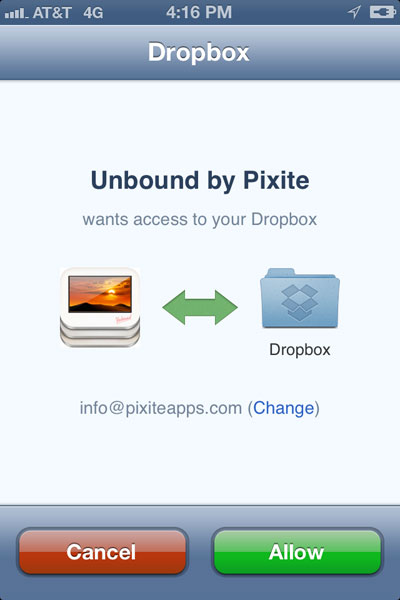 AT&T 4G 4:16 PM
Dropbox
Unbound by Pixite
wants access to your Dropbox
Dropbox
info@pixiteapps.com (Change)
Cancel Allow